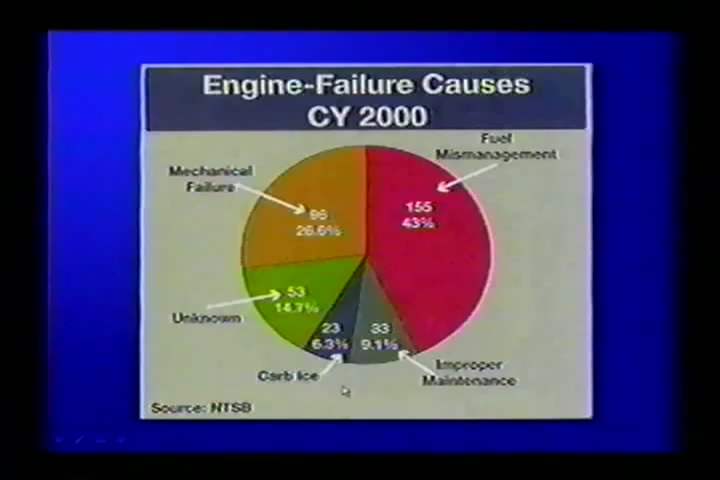 Engine-Failure Causes
CY 2000
Fuel
Mismanagement
Mechanical
Failure
155
43%
26.6%
53
14.7%
Unknown
23
6.3%
33
9.1%
Carb Ice
Improper
Maintenance
Source: NTSB